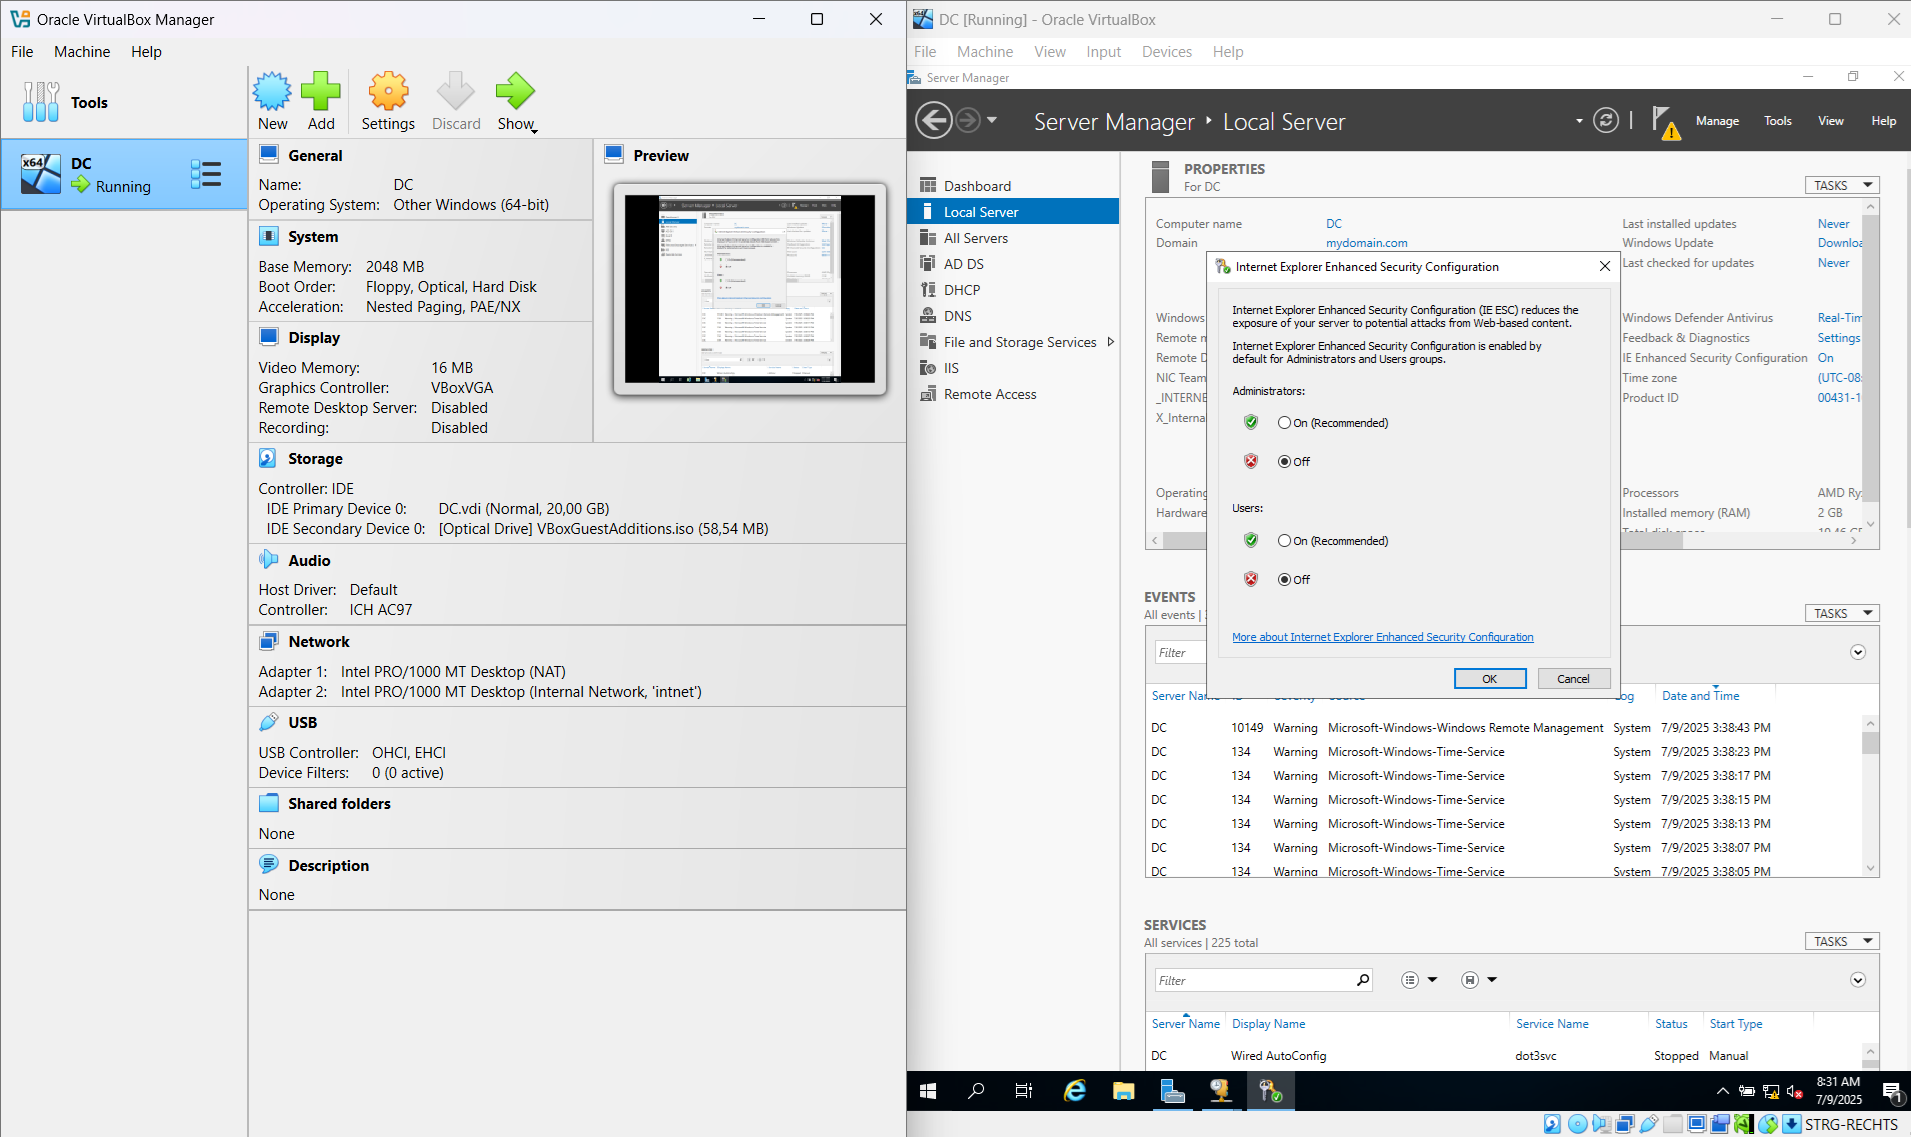 Oracle VirtualBox Manager
File Machine Help
Tools
New Add Settings Discard Show
x64 DC
Running
General
Name: DC
Operating System: Other Windows (64-bit)
System
Base Memory: 2048 MB
Boot Order: Floppy, Optical, Hard Disk
Acceleration: Nested Paging, PAE/NX
Display
Video Memory: 16 MB
Graphics Controller: VBoxVGA
Remote Desktop Server: Disabled
Recording: Disabled
Preview
Storage
Controller: IDE
IDE Primary Device 0: DC.vdi (Normal, 20,00 GB)
IDE Secondary Device 0: [Optical Drive] VBoxGuestAdditions.iso (58,54 MB)
Audio
Host Driver: Default
Controller: ICH AC97
Network
Adapter 1: Intel PRO/1000 MT Desktop (NAT)
Adapter 2: Intel PRO/1000 MT Desktop (Internal Network, 'intnet')
USB
USB Controller: OHCI, EHCI
Device Filters: 0 (0 active)
Shared folders
None
Description
None
DC [Running] - Oracle VirtualBox
File Machine View Input Devices Help
Server Manager
Server Manager ‣ Local Server
Manage Tools View Help
Dashboard
Local Server
All Servers
AD DS
DHCP
DNS
File and Storage Services
IIS
Remote Access
PROPERTIES
For DC
TASKS
Computer name DC
Domain mydomain.com
Last installed updates Never
Windows Update Downloa
Last checked for updates Never
Windows
Remote m
Remote D
NIC Team
_INTERNE
X_Interna
Windows Defender Antivirus Real-Tim
Feedback & Diagnostics Settings
IE Enhanced Security Configuration On
Time zone (UTC-08:
Product ID 00431-1
Operating
Hardware
Processors AMD Ry
Installed memory (RAM) 2 GB
Internet Explorer Enhanced Security Configuration
Internet Explorer Enhanced Security Configuration (IE ESC) reduces the
exposure of your server to potential attacks from Web-based content.
Internet Explorer Enhanced Security Configuration is enabled by
default for Administrators and Users groups.
Administrators:
On (Recommended)
Off
Users:
On (Recommended)
Off
More about Internet Explorer Enhanced Security Configuration
OK Cancel
EVENTS
All events |
TASKS
Filter
Server Name Date and Time
DC 10149 Warning Microsoft-Windows-Windows Remote Management System 7/9/2025 3:38:43 PM
DC 134 Warning Microsoft-Windows-Time-Service System 7/9/2025 3:38:23 PM
DC 134 Warning Microsoft-Windows-Time-Service System 7/9/2025 3:38:17 PM
DC 134 Warning Microsoft-Windows-Time-Service System 7/9/2025 3:38:15 PM
DC 134 Warning Microsoft-Windows-Time-Service System 7/9/2025 3:38:13 PM
DC 134 Warning Microsoft-Windows-Time-Service System 7/9/2025 3:38:07 PM
DC 134 Warning Microsoft-Windows-Time-Service System 7/9/2025 3:38:05 PM
SERVICES
All services | 225 total
TASKS
Filter
Server Name Display Name Service Name Status Start Type
DC Wired AutoConfig dot3svc Stopped Manual
8:31 AM
7/9/2025
1
STRG-RECHTS